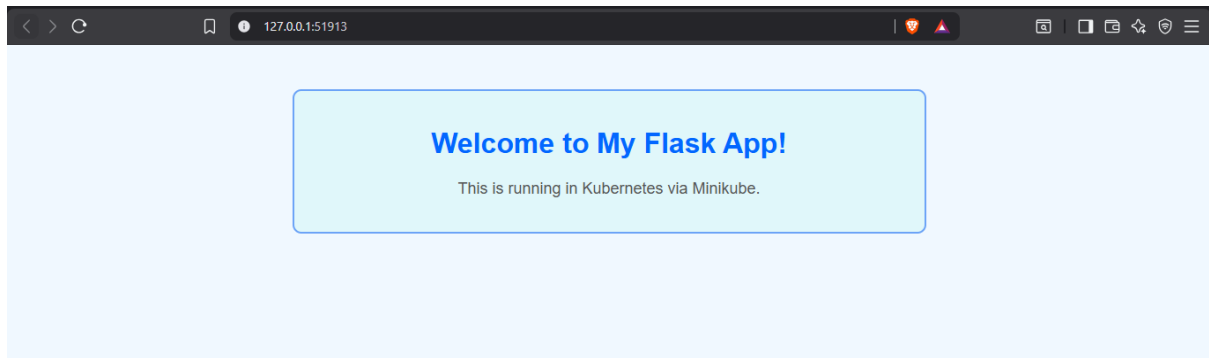 127.0.0.1:51913
Welcome to My Flask App!
This is running in Kubernetes via Minikube.